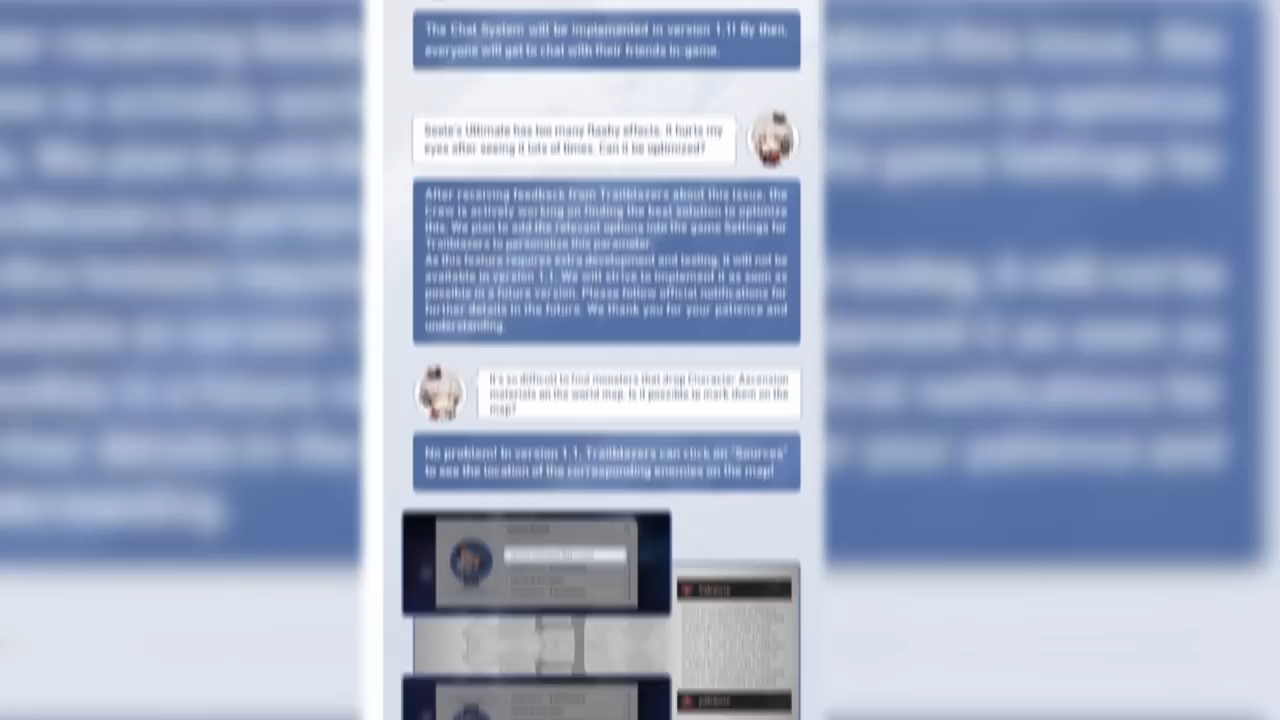 The Chat System will be implemented in version 1.1! By then,
everyone will get to chat with their friends in-game.
Seele's Ultimate has too many flashy effects, it hurts my
eyes after seeing it lots of times. Can it be optimized?
After receiving feedback from Trailblazers about this issue, the
Crew is actively working on finding the best solution to optimize
this. We plan to add the relevant options into the game Settings for
Trailblazers to personalize this parameter.
As this feature requires extra development and testing, it will not be
available in version 1.1. We will strive to implement it as soon as
possible in a future version. Please follow official notifications for
further details in the future. We thank you for your patience and
understanding.
It's so difficult to find monsters that drop Character Ascension
materials on the world map. Is it possible to mark them on the
map?
No problem! In version 1.1, Trailblazers can click on "Sources"
to see the location of the corresponding enemies on the map!